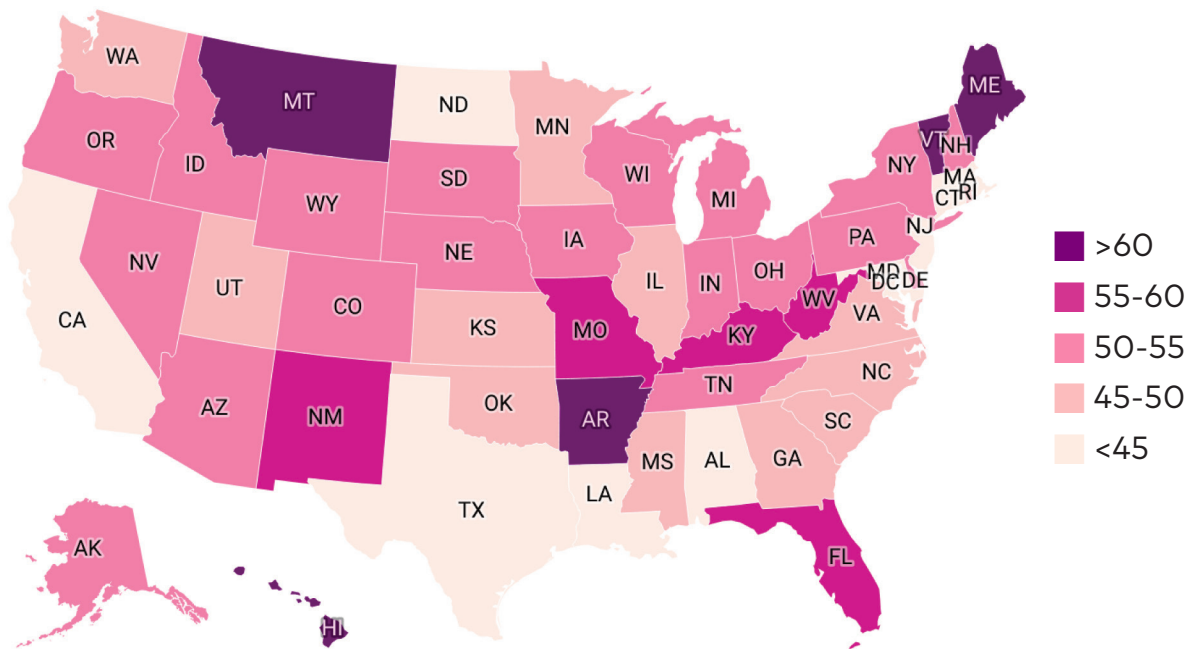 WA
MT
ND
ME
OR
ID
MN
VT
NH
WY
SD
WI
MI
NY
MA
CT
RI
NV
UT
CO
NE
IA
IL
IN
OH
PA
NJ
MD
DC
DE
CA
KS
MO
KY
WV
VA
AZ
NM
OK
AR
TN
NC
SC
TX
LA
MS
AL
GA
FL
AK
HI
>60
55-60
50-55
45-50
<45